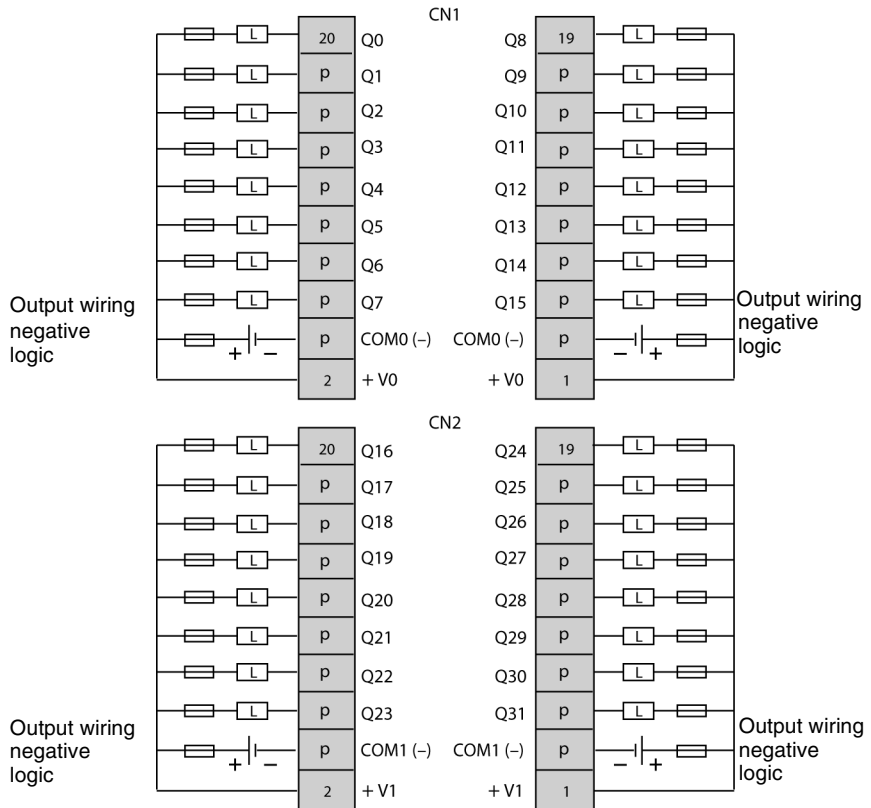 CN1
L 20 Q0 Q8 19 L
L p Q1 Q9 p L
L p Q2 Q10 p L
L p Q3 Q11 p L
L p Q4 Q12 p L
L p Q5 Q13 p L
L p Q6 Q14 p L
L p Q7 Q15 p L
Output wiring
negative
logic
+ – p COM0 (–) COM0 (–) p – +
2 + V0 + V0 1
Output wiring
negative
logic
CN2
L 20 Q16 Q24 19 L
L p Q17 Q25 p L
L p Q18 Q26 p L
L p Q19 Q27 p L
L p Q20 Q28 p L
L p Q21 Q29 p L
L p Q22 Q30 p L
L p Q23 Q31 p L
Output wiring
negative
logic
+ – p COM1 (–) COM1 (–) p – +
2 + V1 + V1 1
Output wiring
negative
logic